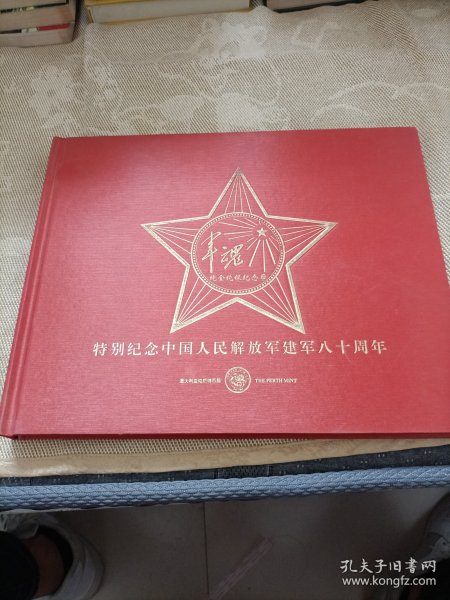 军魂
纯金纯银纪念币
特别纪念中国人民解放军建军八十周年
澳大利亚珀斯铸币局 THE PERTH MINT
孔夫子旧书网
www.kongfz.com